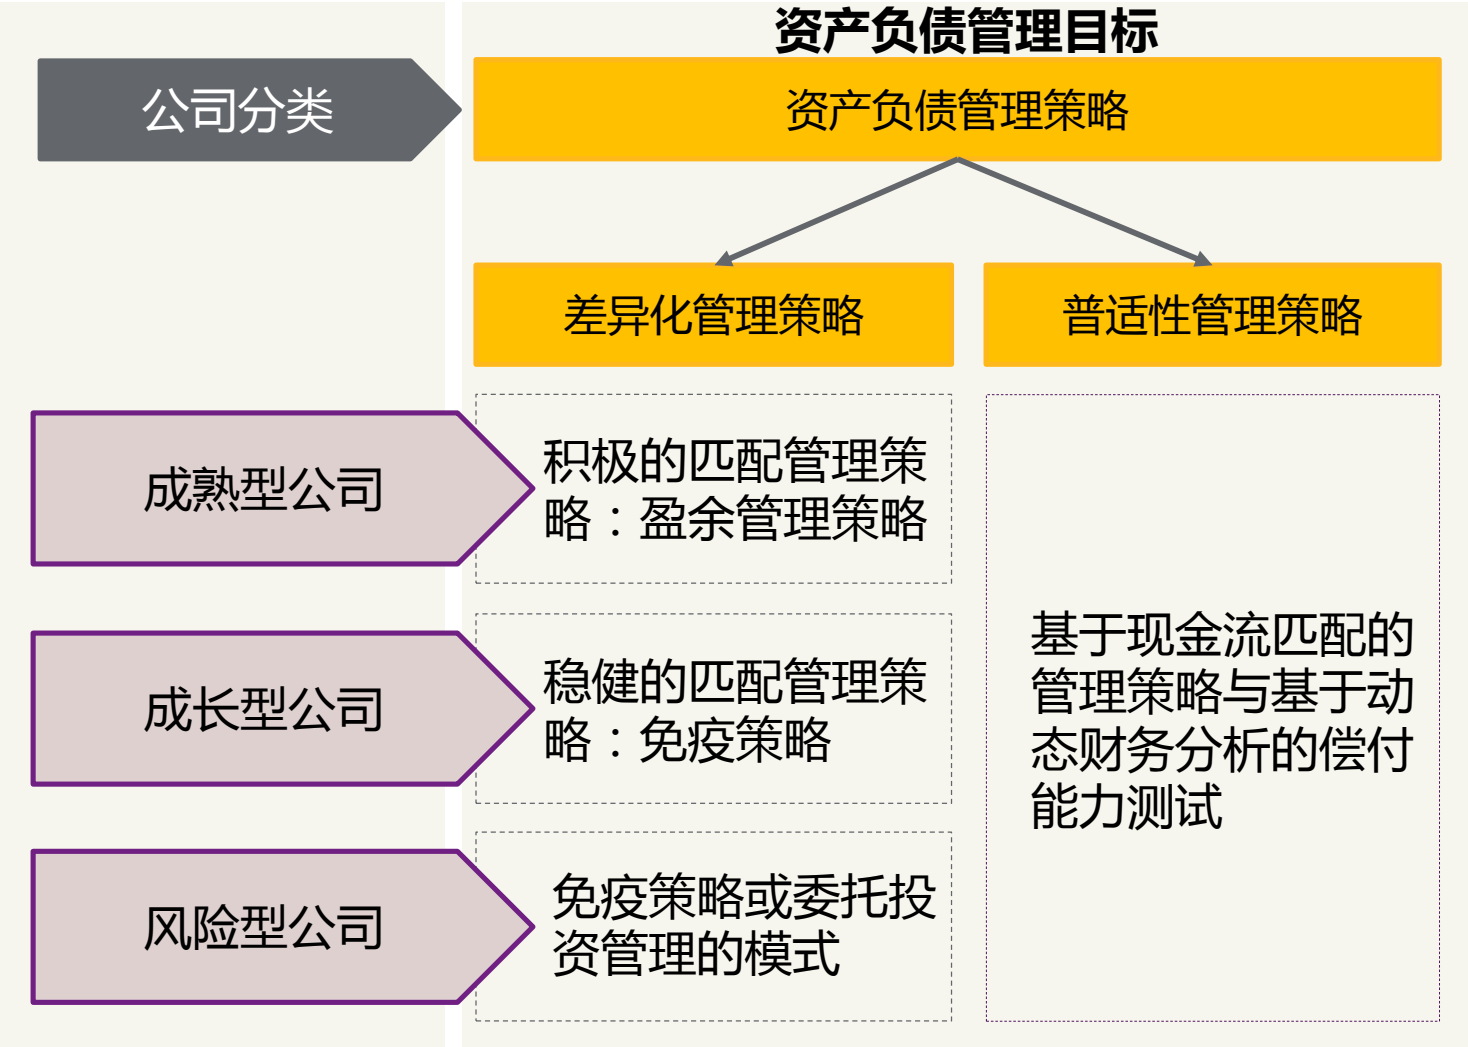 资产负债管理目标
公司分类
资产负债管理策略
差异化管理策略
普适性管理策略
成熟型公司
积极的匹配管理策
略：盈余管理策略
成长型公司
稳健的匹配管理策
略：免疫策略
风险型公司
免疫策略或委托投
资管理的模式
基于现金流匹配的
管理策略与基于动
态财务分析的偿付
能力测试